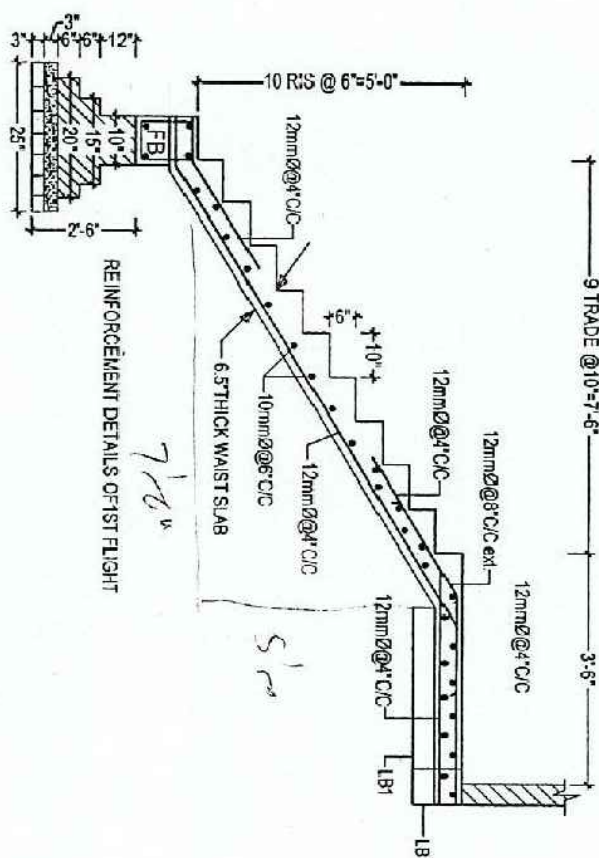 10 RIS @ 6"=5'-0"
9 TRADE @10"=7'-6"
3'-6"
12mmØ@4"C/C
6"
10"
12mmØ@4"C/C
12mmØ@8"C/C ext.
12mmØ@4"C/C
12mmØ@4"C/C
12mmØ@4"C/C
10mmØ@6"C/C
6.5"THICK WAIST SLAB
LB1
LB
FB
3"
3"
6"
6"
12"
10"
15"
20"
25"
2'-6"
7'-6"
5'-0"
REINFORCEMENT DETAILS OF1ST FLIGHT